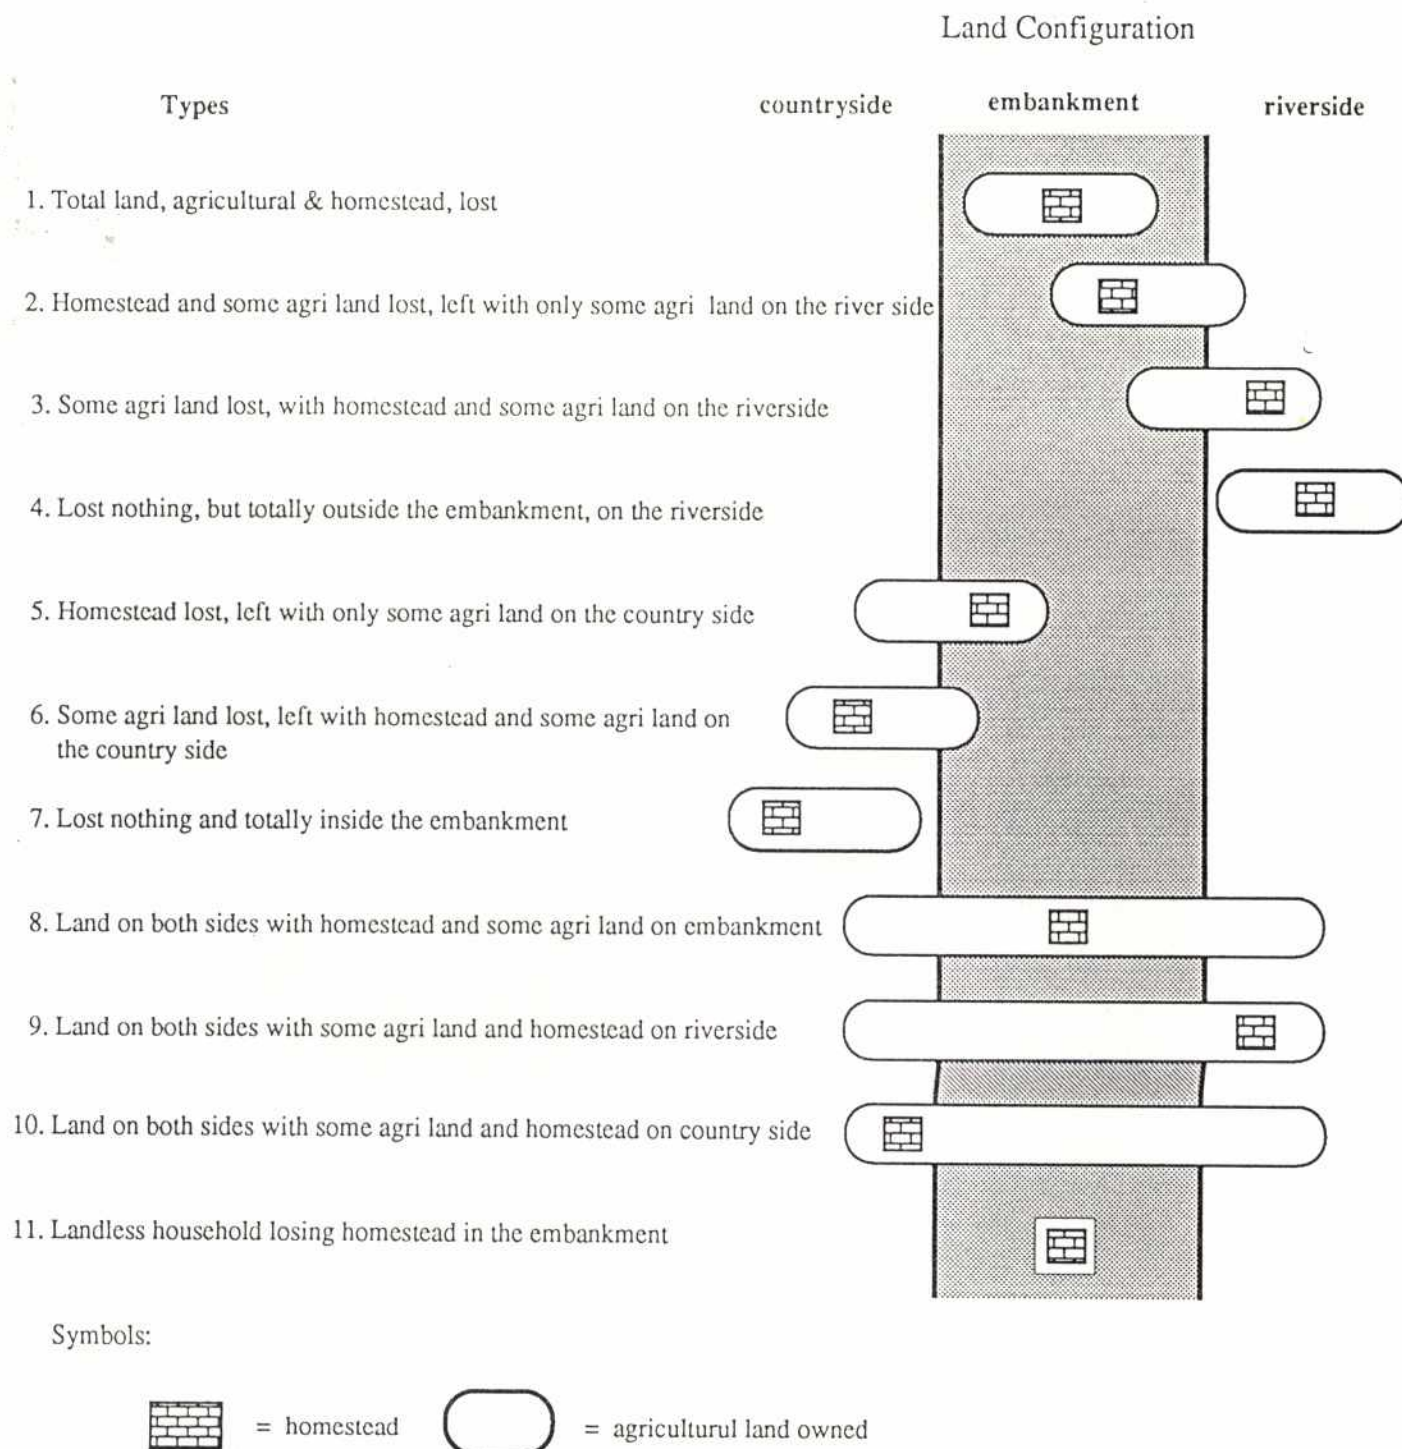 Land Configuration
Types countryside embankment riverside
1. Total land, agricultural & homestead, lost
2. Homestead and some agri land lost, left with only some agri land on the river side
3. Some agri land lost, with homestead and some agri land on the riverside
4. Lost nothing, but totally outside the embankment, on the riverside
5. Homestead lost, left with only some agri land on the country side
6. Some agri land lost, left with homestead and some agri land on
the country side
7. Lost nothing and totally inside the embankment
8. Land on both sides with homestead and some agri land on embankment
9. Land on both sides with some agri land and homestead on riverside
10. Land on both sides with some agri land and homestead on country side
11. Landless household losing homestead in the embankment
Symbols:
= homestead = agriculturul land owned